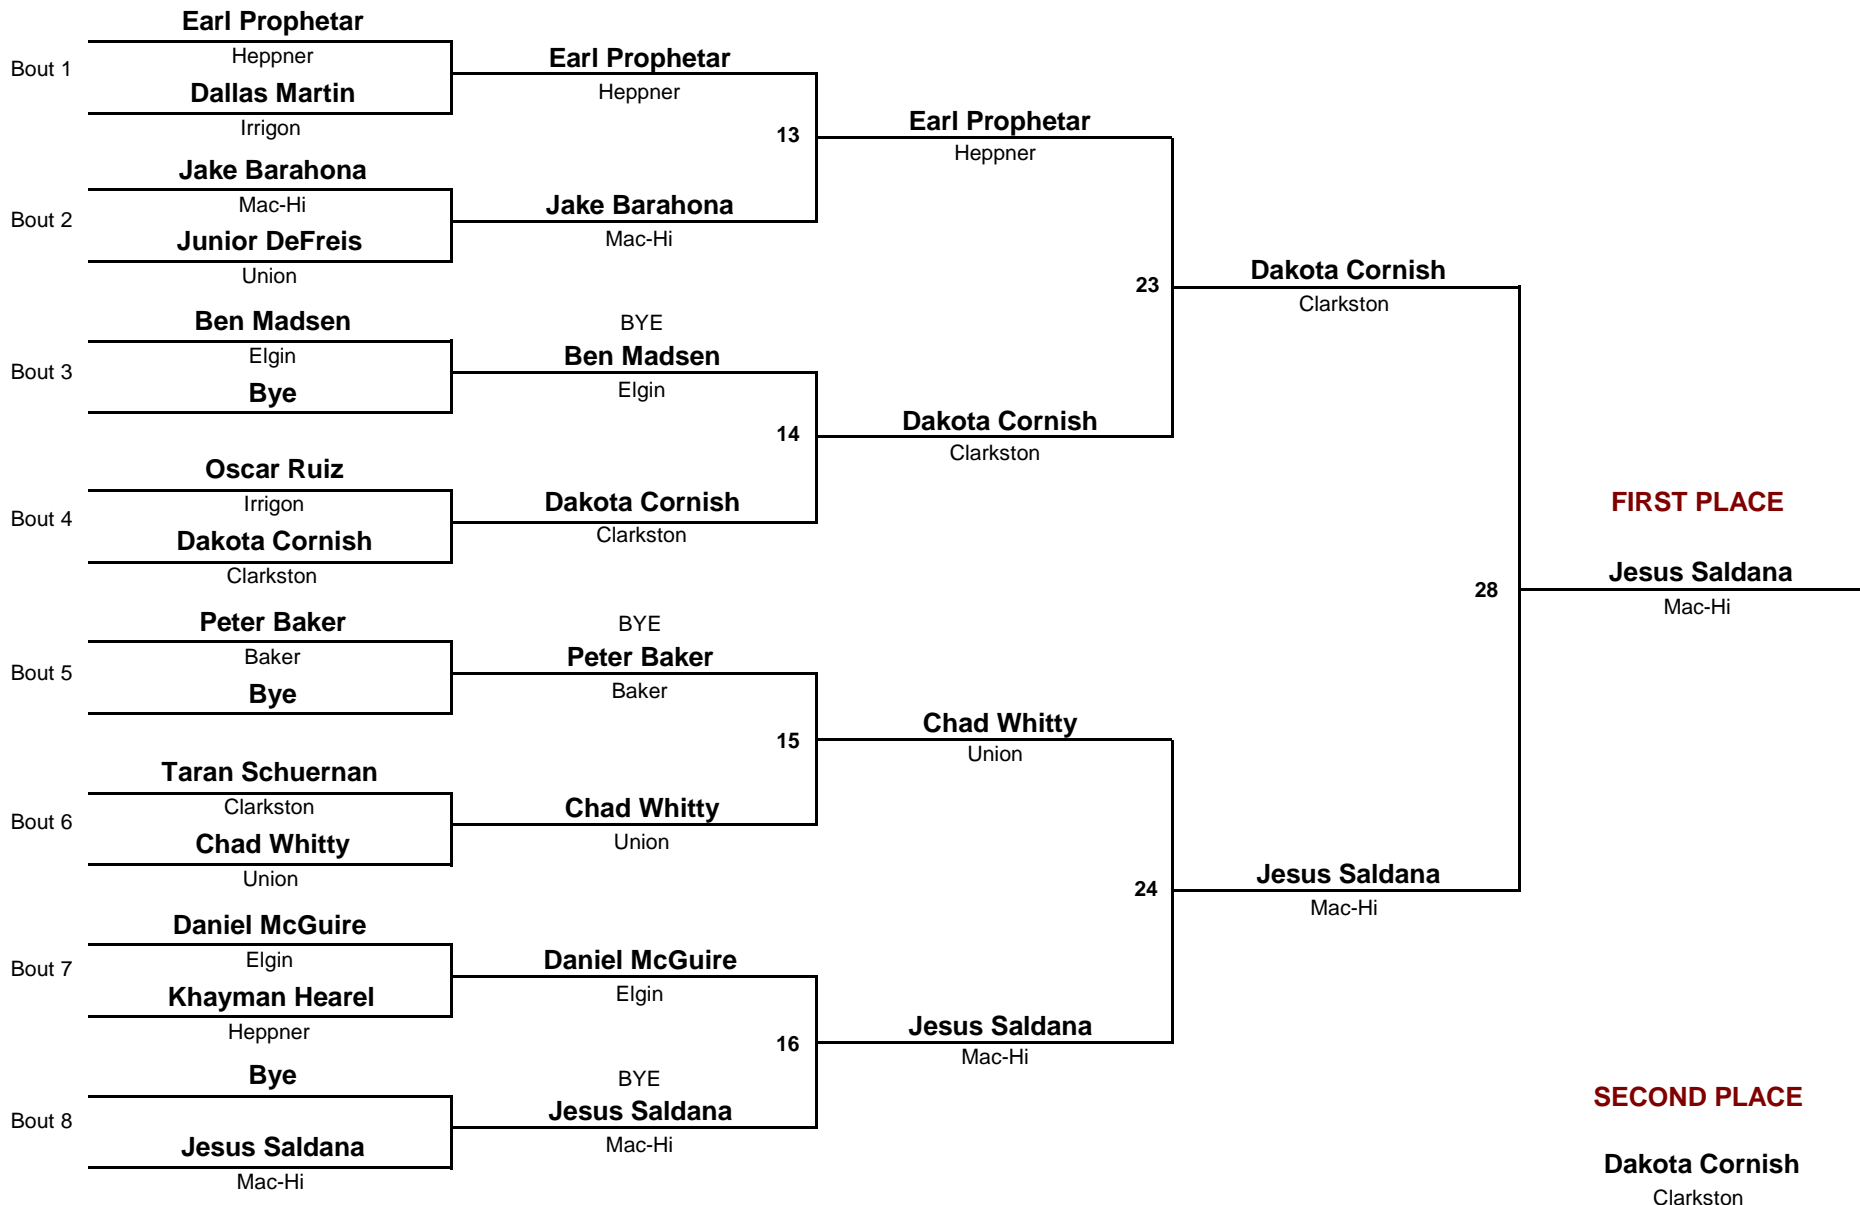 Earl Prophetar
Heppner
Bout 1
Dallas Martin
Irrigon
Jake Barahona
Mac-Hi
Bout 2
Junior DeFreis
Union
Ben Madsen
Elgin
Bout 3
Bye
Oscar Ruiz
Irrigon
Bout 4
Dakota Cornish
Clarkston
Peter Baker
Baker
Bout 5
Bye
Taran Schuernan
Clarkston
Bout 6
Chad Whitty
Union
Daniel McGuire
Elgin
Bout 7
Khayman Hearel
Heppner
Bye
Bout 8
Jesus Saldana
Mac-Hi
Earl Prophetar
Heppner
13
Jake Barahona
Mac-Hi
BYE
Ben Madsen
Elgin
14
Dakota Cornish
Clarkston
BYE
Peter Baker
Baker
15
Chad Whitty
Union
Daniel McGuire
Elgin
16
BYE
Jesus Saldana
Mac-Hi
Earl Prophetar
Heppner
23
Dakota Cornish
Clarkston
Chad Whitty
Union
24
Jesus Saldana
Mac-Hi
Dakota Cornish
Clarkston
28
Jesus Saldana
Mac-Hi
FIRST PLACE
Jesus Saldana
Mac-Hi
SECOND PLACE
Dakota Cornish
Clarkston